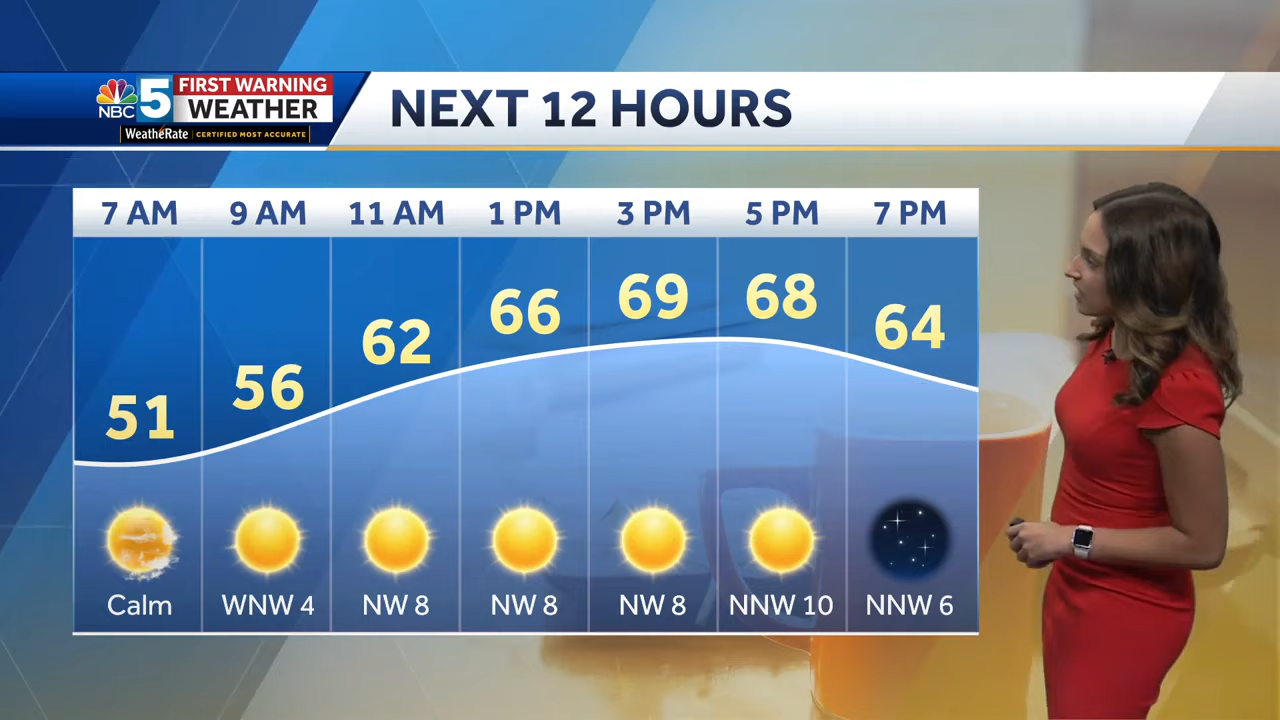 NBC 5 FIRST WARNING
WEATHER
WeatheRate CERTIFIED MOST ACCURATE
NEXT 12 HOURS
7 AM 9 AM 11 AM 1 PM 3 PM 5 PM 7 PM
51 56 62 66 69 68 64
Calm WNW 4 NW 8 NW 8 NW 8 NNW 10 NNW 6